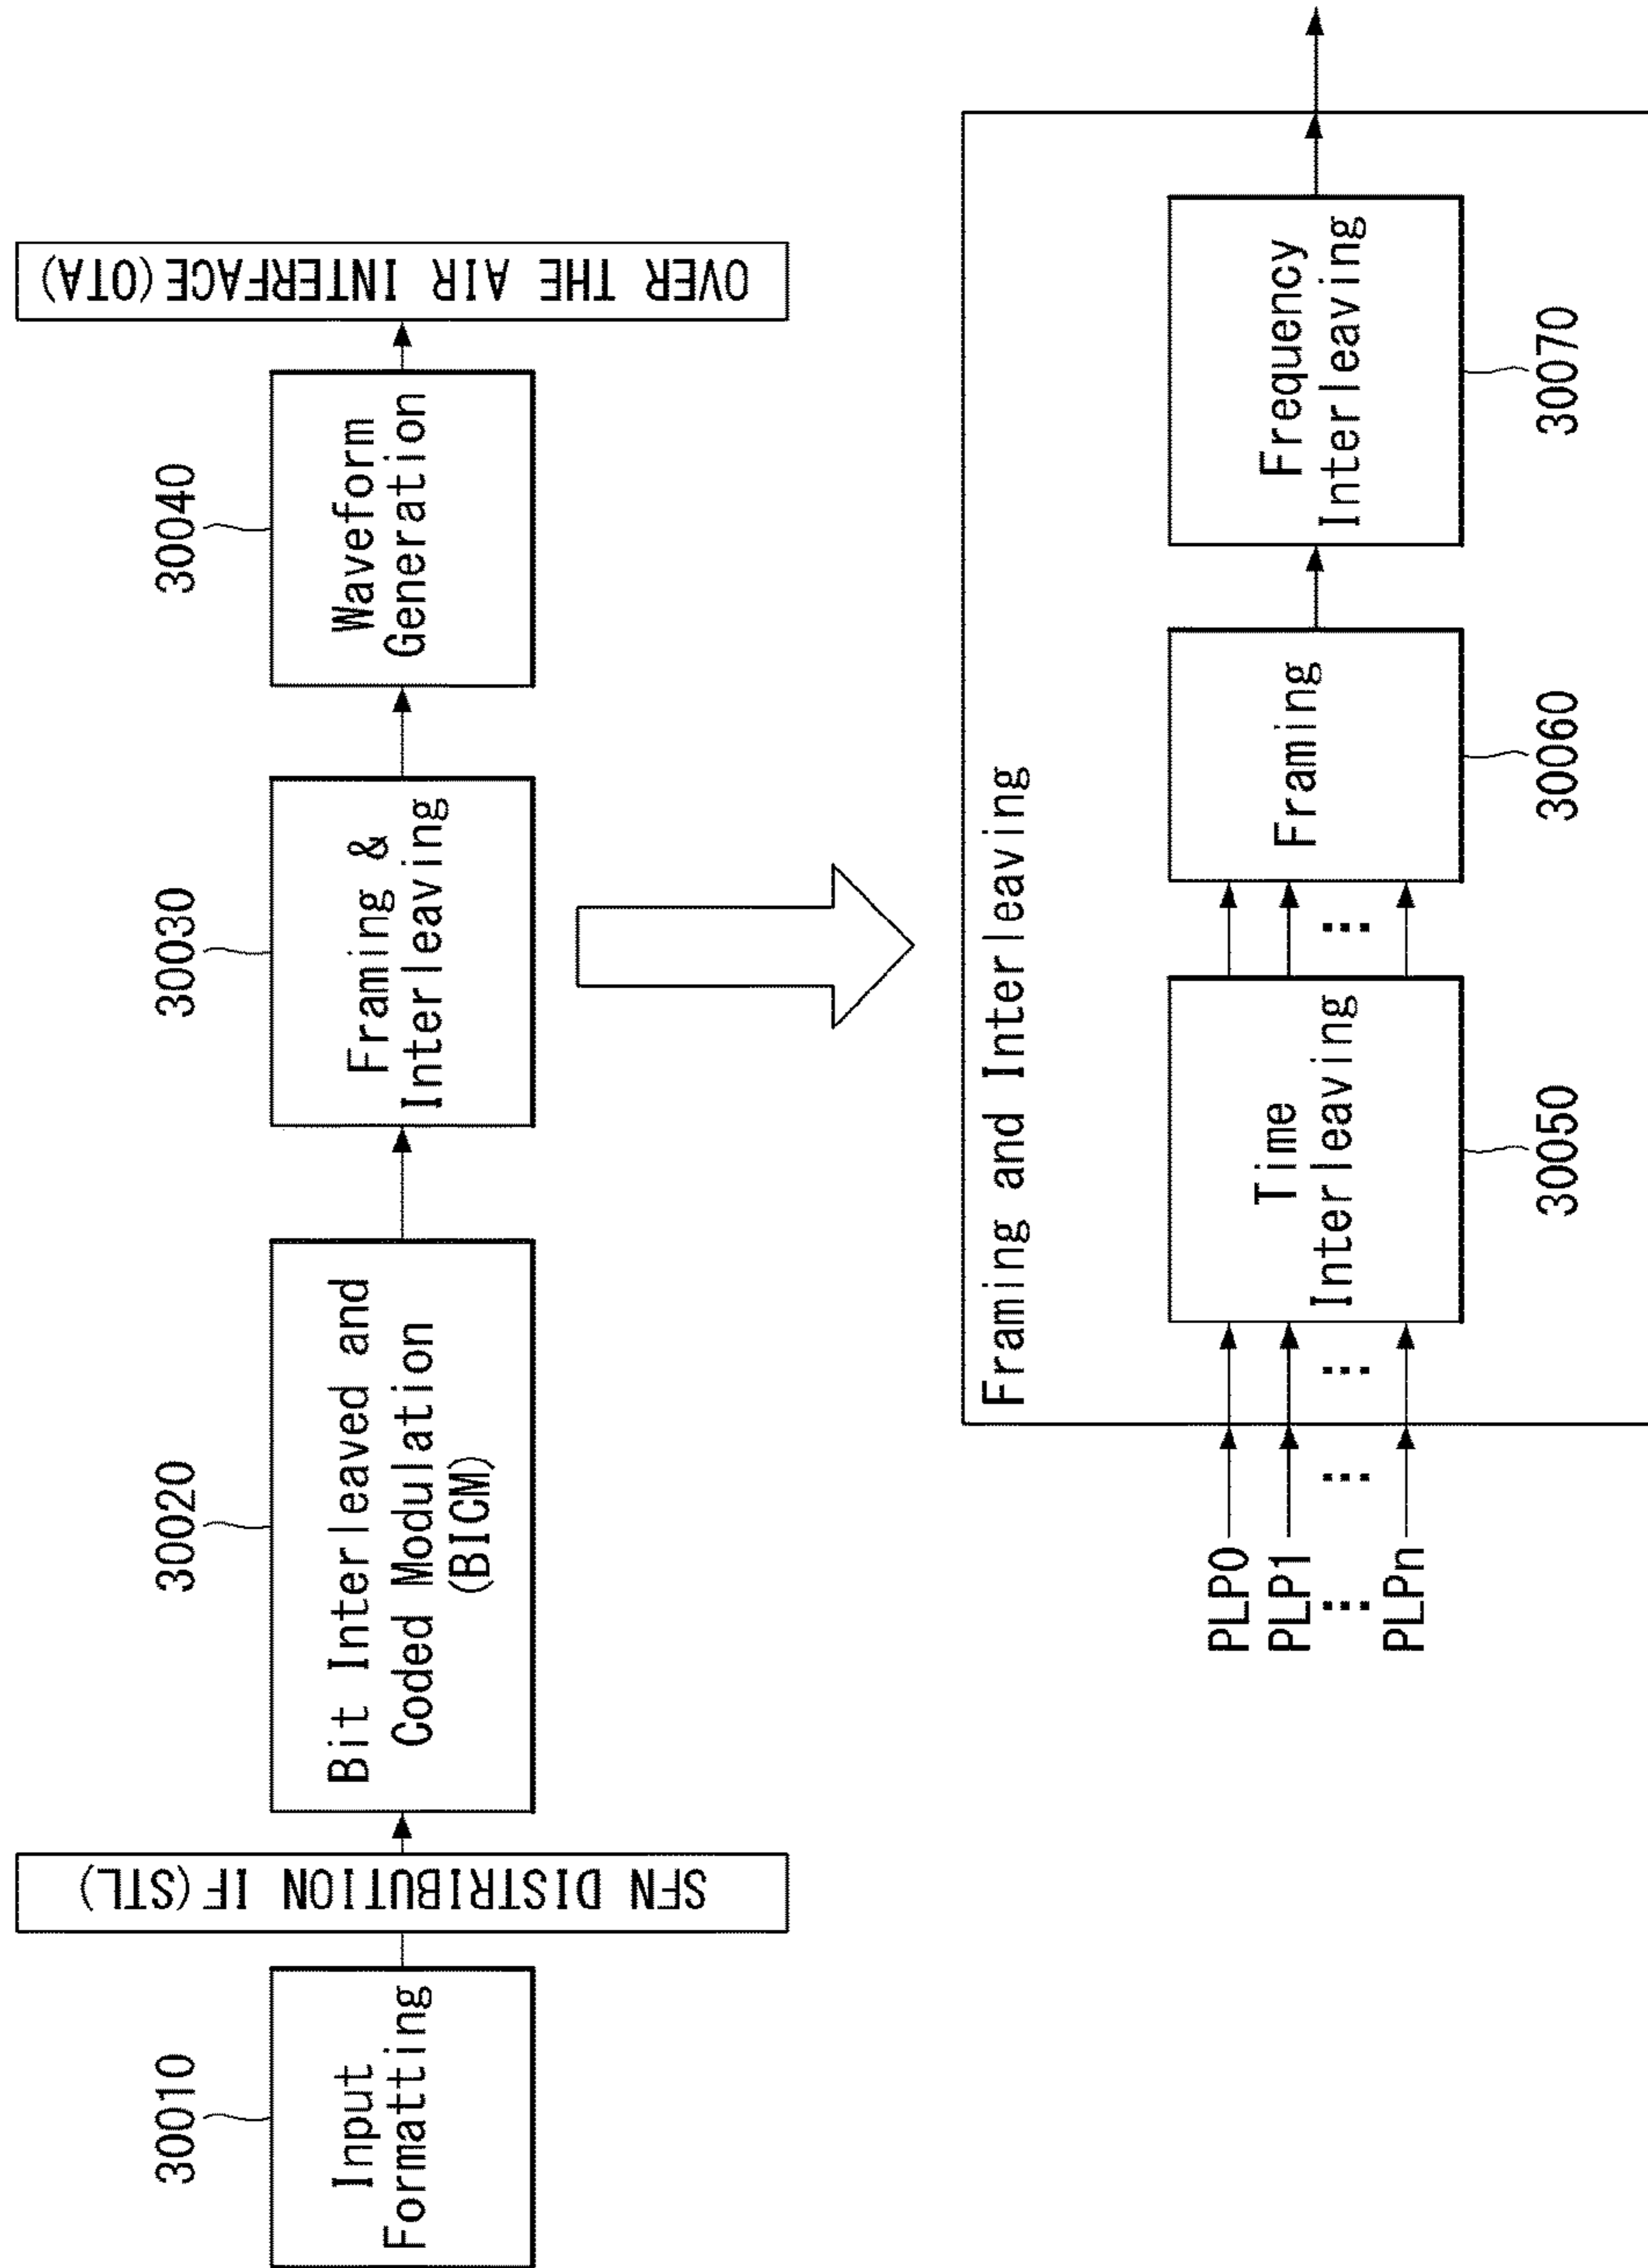 30010
Input
Formatting
SFN DISTRIBUTION IF(STL)
30020
Bit Interleaved and
Coded Modulation
(BICM)
30030
Framing &
Interleaving
30040
Waveform
Generation
OVER THE AIR INTERFACE(OTA)
Framing and Interleaving
PLP0
PLP1
PLPn
Time
Interleaving
30050
Framing
30060
Frequency
Interleaving
30070